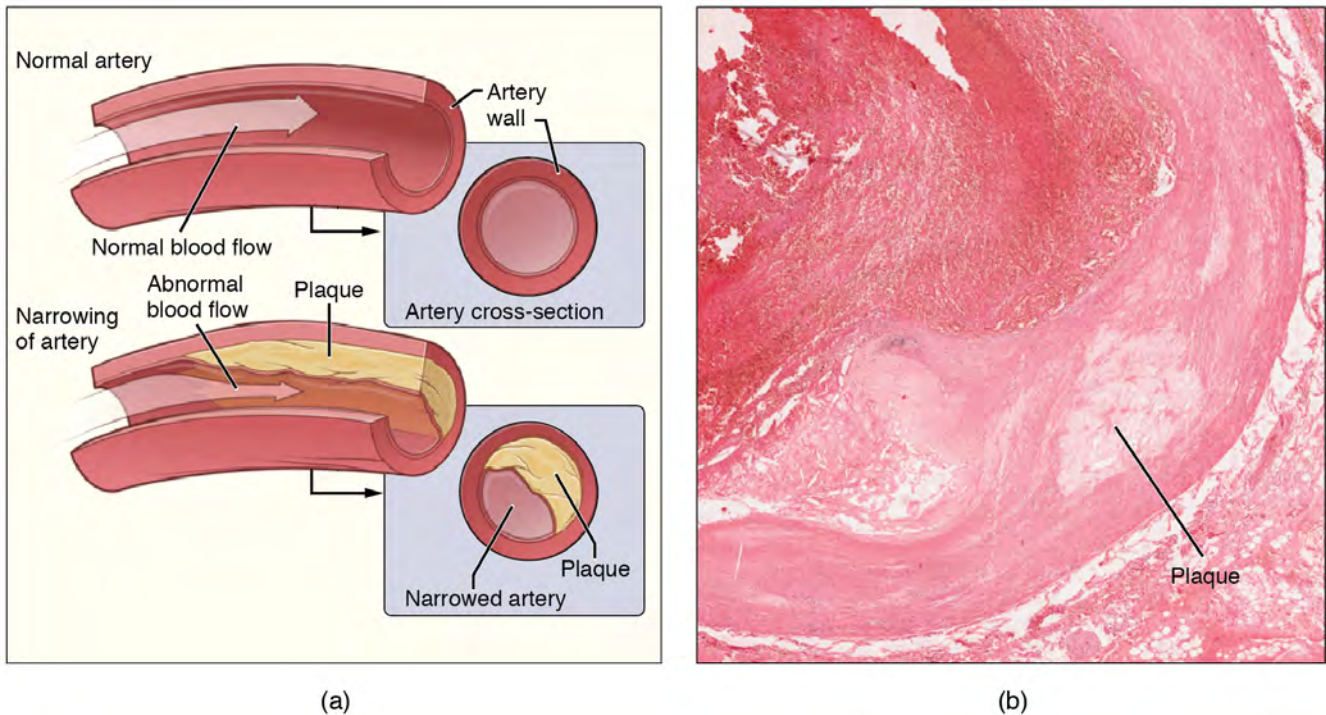 Normal artery
Artery
wall
Normal blood flow
Artery cross-section
Abnormal
blood flow
Plaque
Narrowing
of artery
Plaque
Narrowed artery
Plaque
(a)
(b)